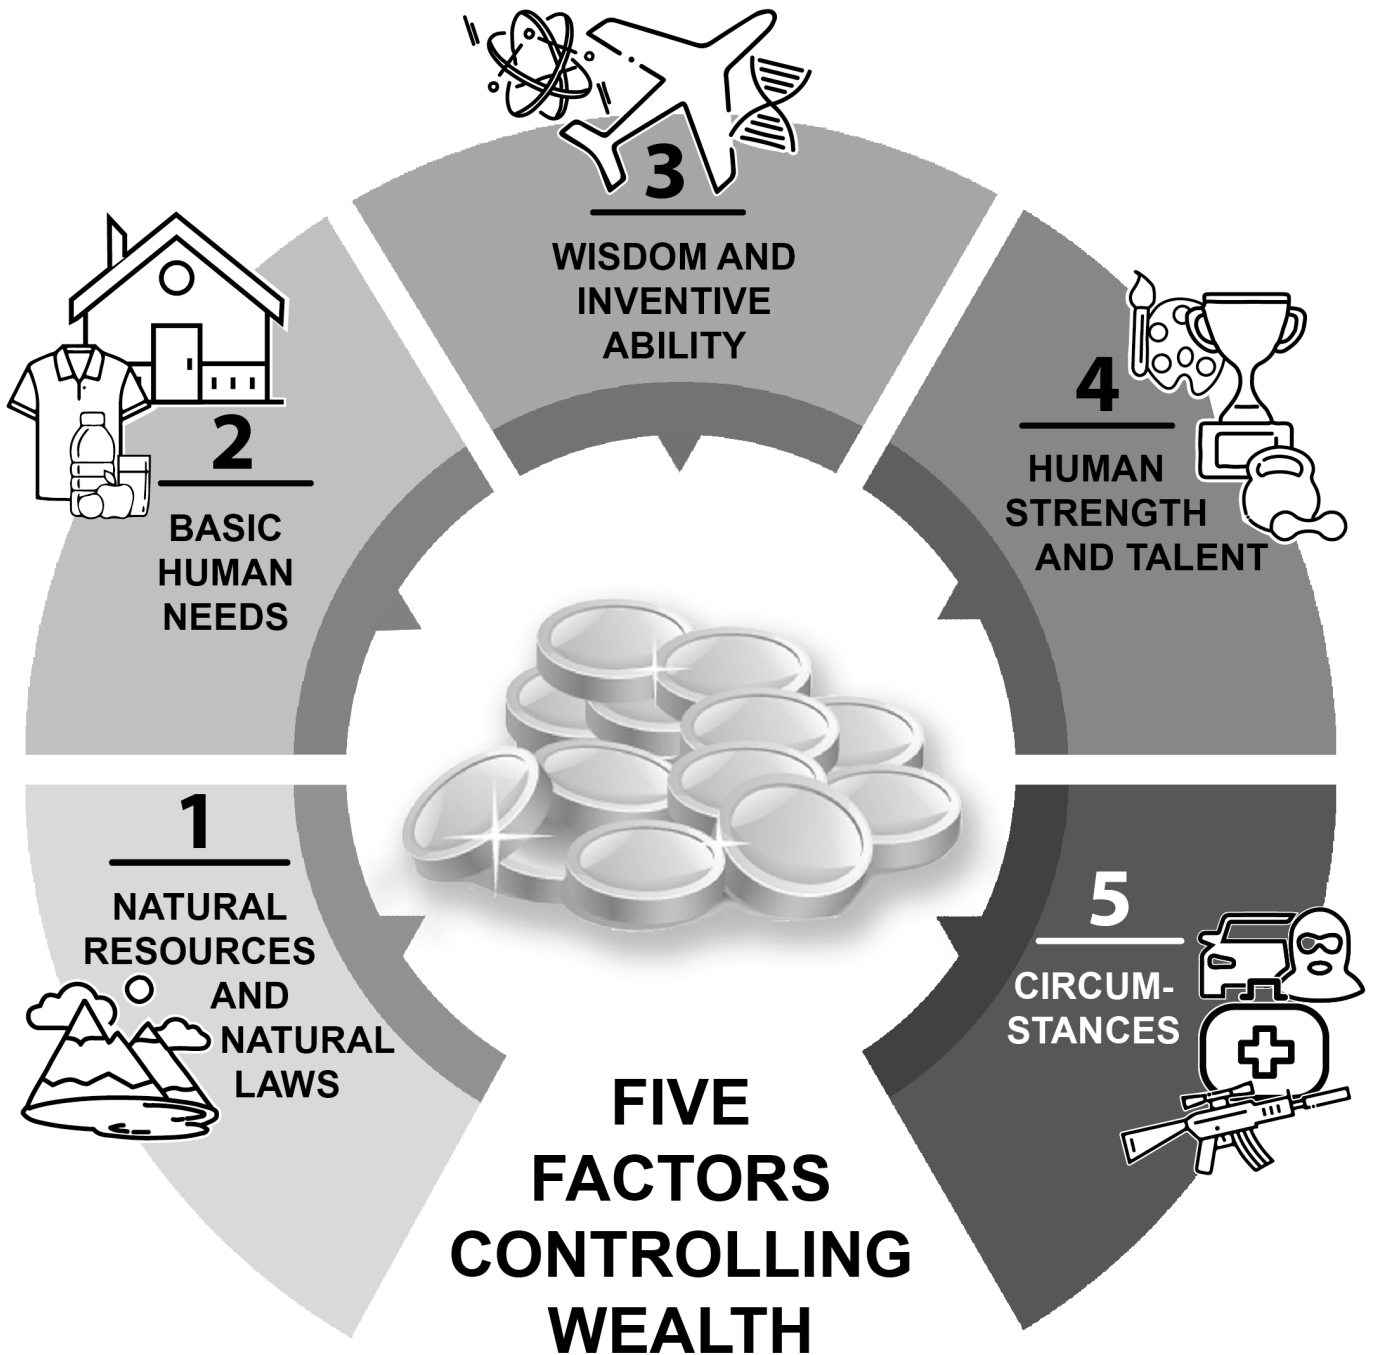 1
NATURAL
RESOURCES
AND
NATURAL
LAWS
2
BASIC
HUMAN
NEEDS
3
WISDOM AND
INVENTIVE
ABILITY
4
HUMAN
STRENGTH
AND TALENT
5
CIRCUM-
STANCES
FIVE
FACTORS
CONTROLLING
WEALTH